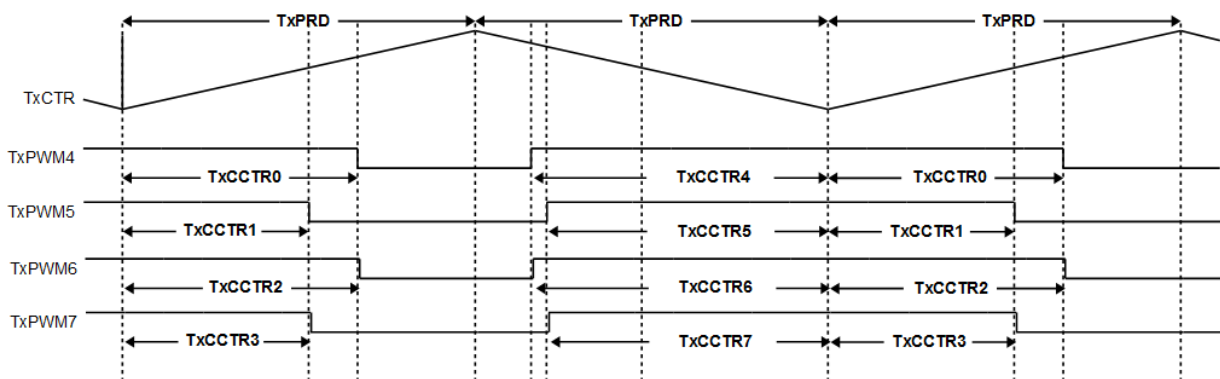 TxPRD TxPRD TxPRD
TxCTR
TxPWM4
TxCCTR0 TxCCTR4 TxCCTR0
TxPWM5
TxCCTR1 TxCCTR5 TxCCTR1
TxPWM6
TxCCTR2 TxCCTR6 TxCCTR2
TxPWM7
TxCCTR3 TxCCTR7 TxCCTR3